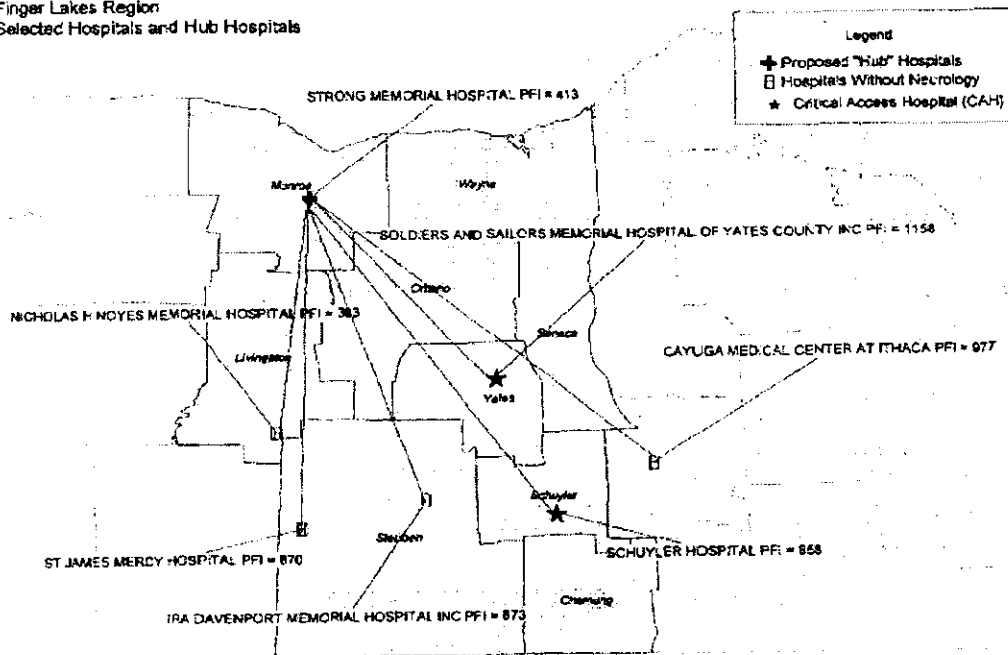 Finger Lakes Region
Selected Hospitals and Hub Hospitals
Legend
Proposed "Hub" Hospitals
Hospitals Without Neurology
Critical Access Hospital (CAH)
STRONG MEMORIAL HOSPITAL PFI = 413
Monroe
Wayne
SOLDIERS AND SAILORS MEMORIAL HOSPITAL OF YATES COUNTY INC PFI = 1158
Ontario
NICHOLAS H NOYES MEMORIAL HOSPITAL PFI = 383
Seneca
Livingston
CAYUGA MEDICAL CENTER AT ITHACA PFI = 977
Yates
Schuyler
Steuben
ST JAMES MERCY HOSPITAL PFI = 870
SCHUYLER HOSPITAL PFI = 858
Chemung
IRA DAVENPORT MEMORIAL HOSPITAL INC PFI = 873